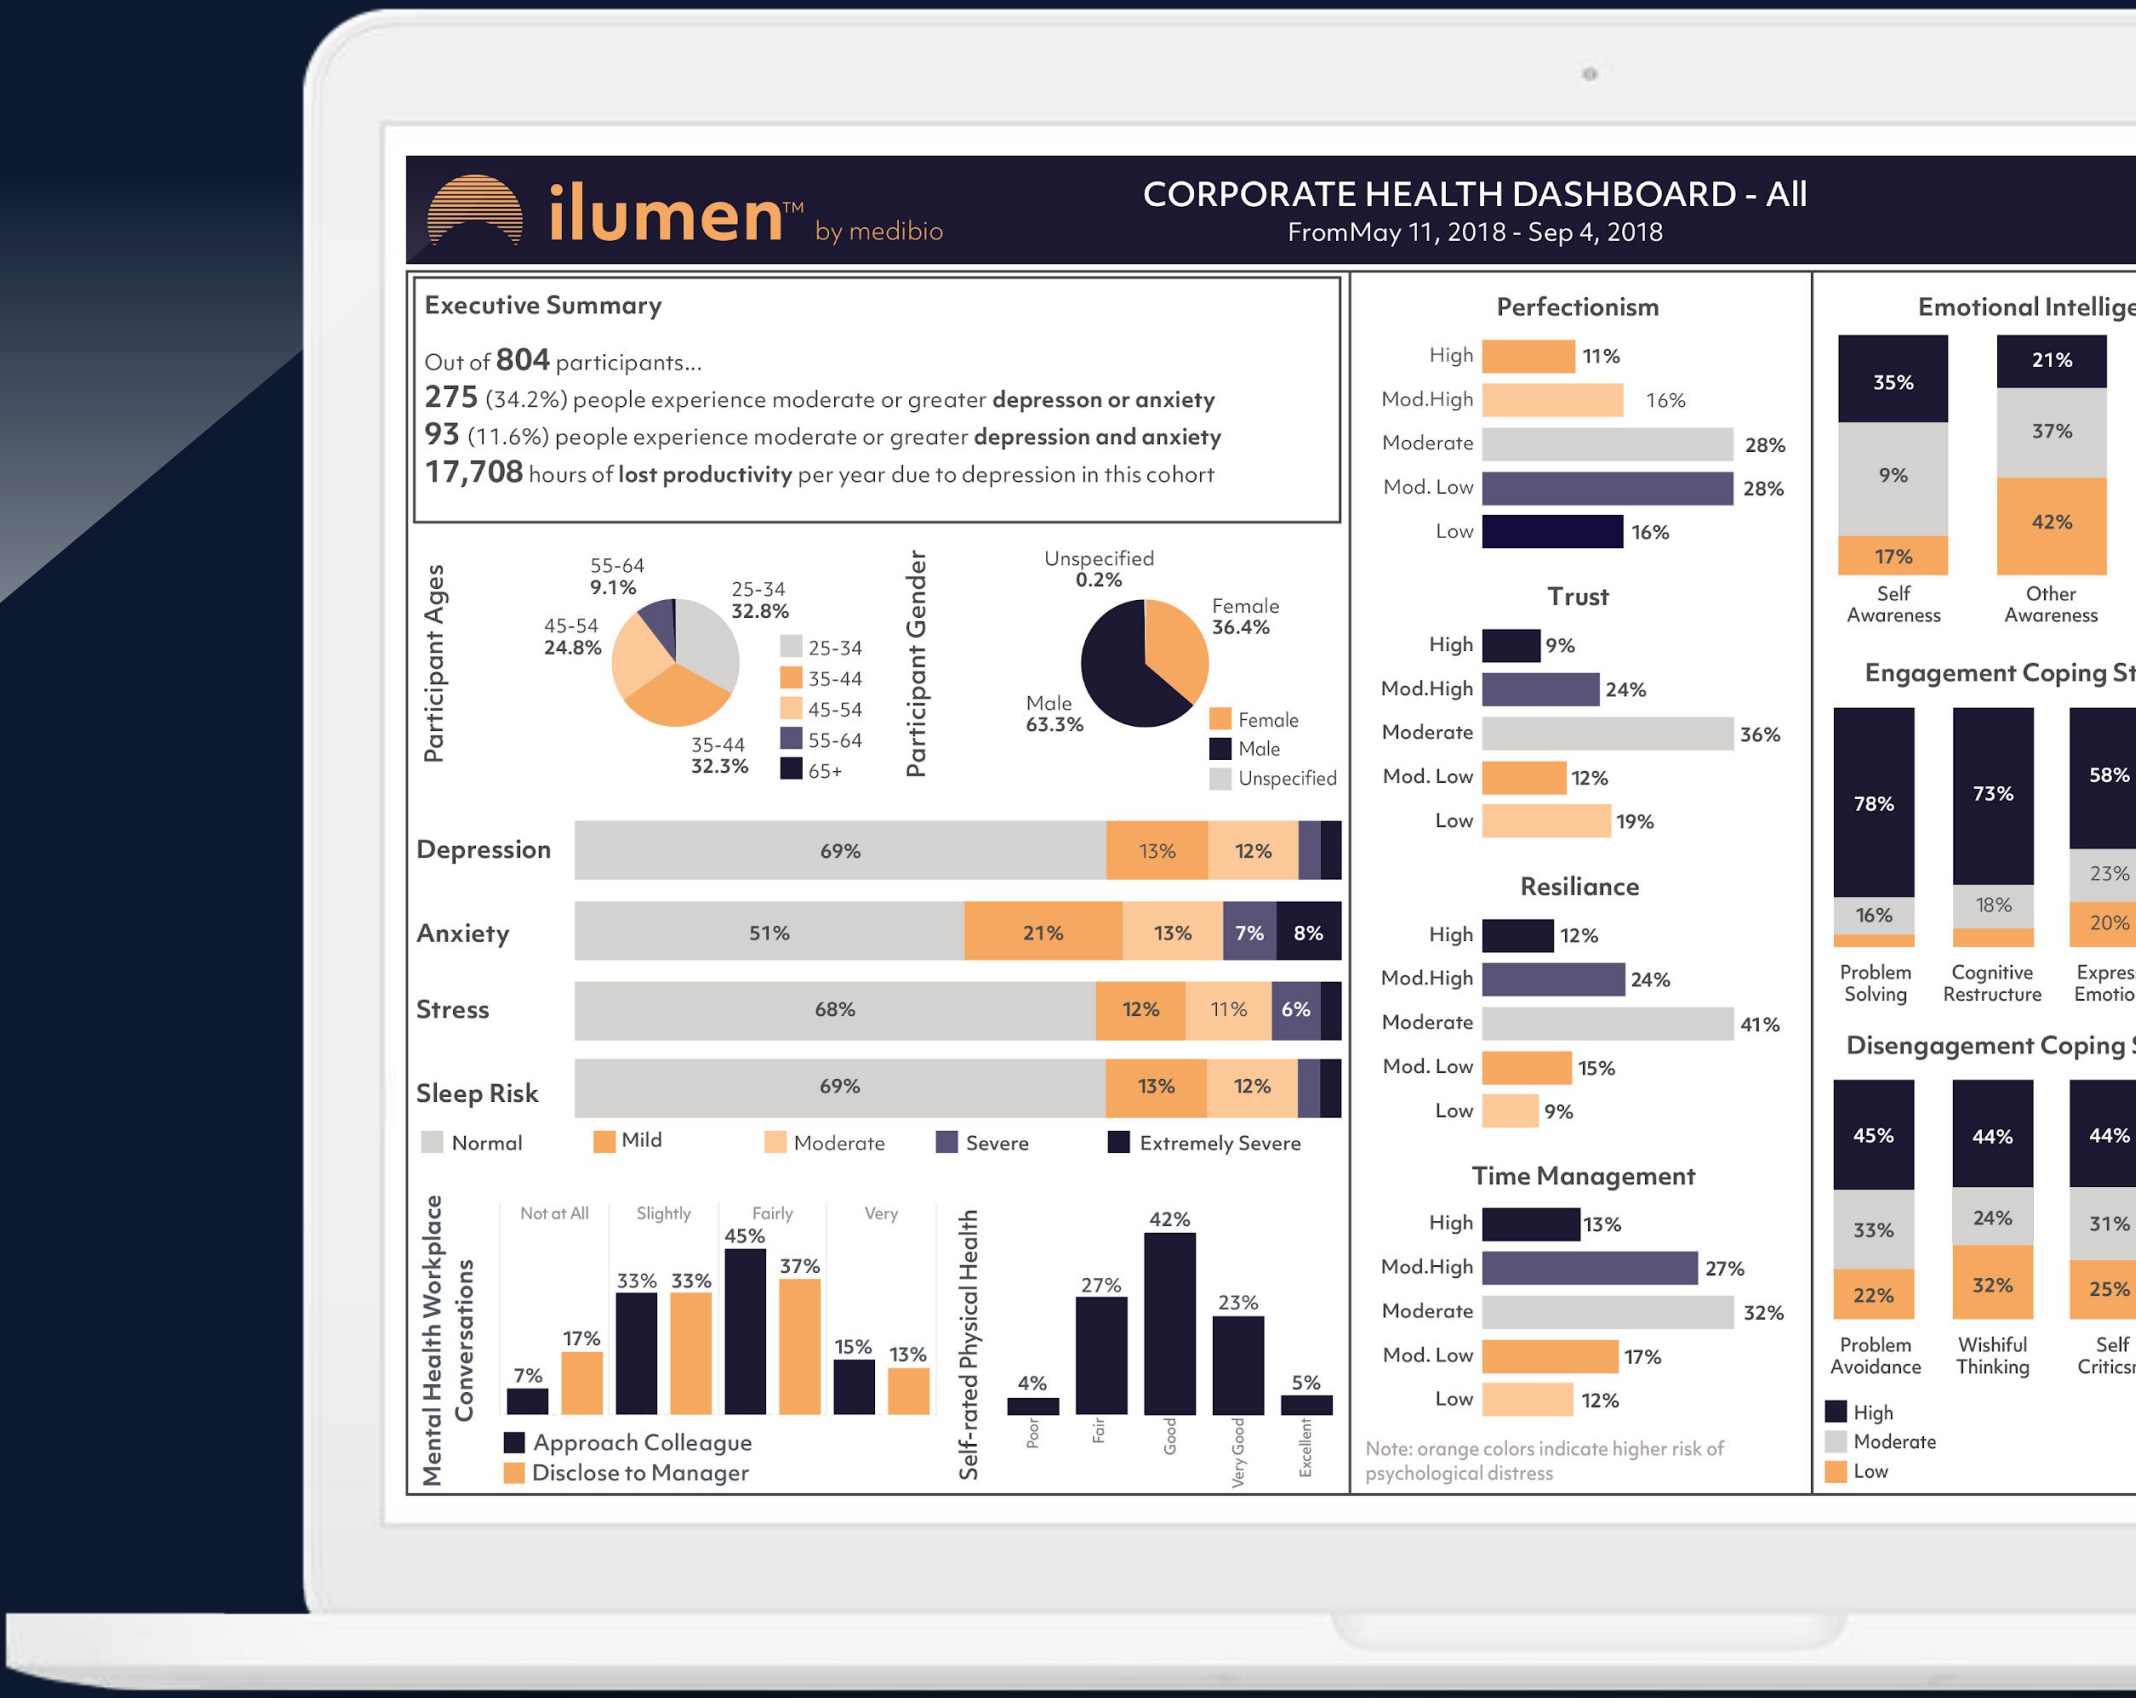 ilumen™ by medibio
CORPORATE HEALTH DASHBOARD - All
FromMay 11, 2018 - Sep 4, 2018
Executive Summary
Out of 804 participants...
275 (34.2%) people experience moderate or greater depresson or anxiety
93 (11.6%) people experience moderate or greater depression and anxiety
17,708 hours of lost productivity per year due to depression in this cohort
Participant Ages
55-64
9.1%
25-34
32.8%
45-54
24.8%
35-44
32.3%
25-34
35-44
45-54
55-64
65+
Participant Gender
Unspecified
0.2%
Female
36.4%
Male
63.3%
Female
Male
Unspecified
Depression 69% 13% 12%
Anxiety 51% 21% 13% 7% 8%
Stress 68% 12% 11% 6%
Sleep Risk 69% 13% 12%
Normal Mild Moderate Severe Extremely Severe
Mental Health Workplace
Conversations
Not at All Slightly Fairly Very
7% 17% 33% 33% 45% 37% 15% 13%
Approach Colleague
Disclose to Manager
Self-rated Physical Health
4% 27% 42% 23% 5%
Poor Fair Good Very Good Excellent
Perfectionism
High 11%
Mod.High 16%
Moderate 28%
Mod. Low 28%
Low 16%
Trust
High 9%
Mod.High 24%
Moderate 36%
Mod. Low 12%
Low 19%
Resiliance
High 12%
Mod.High 24%
Moderate 41%
Mod. Low 15%
Low 9%
Time Management
High 13%
Mod.High 27%
Moderate 32%
Mod. Low 17%
Low 12%
Note: orange colors indicate higher risk of
psychological distress
Emotional Intellige
35% 21%
9% 37%
17% 42%
Self Other
Awareness Awareness
Engagement Coping St
78% 73% 58%
16% 18% 23%
20%
Problem Cognitive Expres
Solving Restructure Emotio
Disengagement Coping S
45% 44% 44%
33% 24% 31%
22% 32% 25%
Problem Wishiful Self
Avoidance Thinking Criticsm
High
Moderate
Low